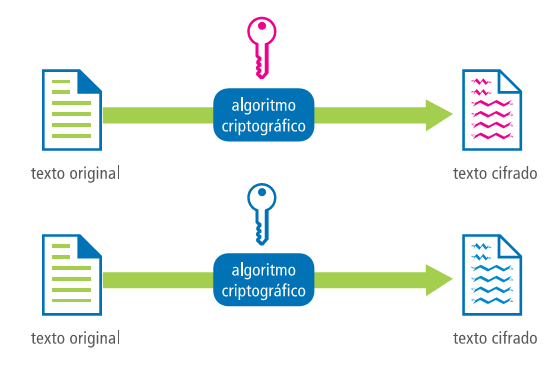 algoritmo
criptográfico
texto original
texto cifrado
algoritmo
criptográfico
texto original
texto cifrado